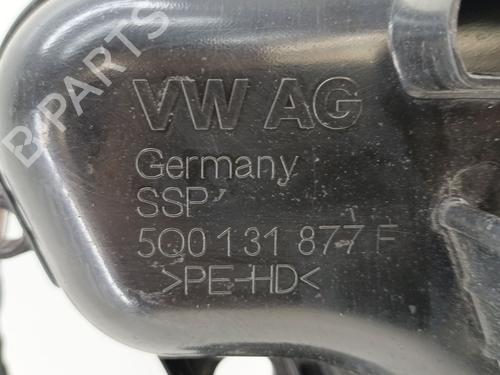 B-PARTS
VW AG
Germany
SSP
5Q0 131 877 F
>PE-HD<